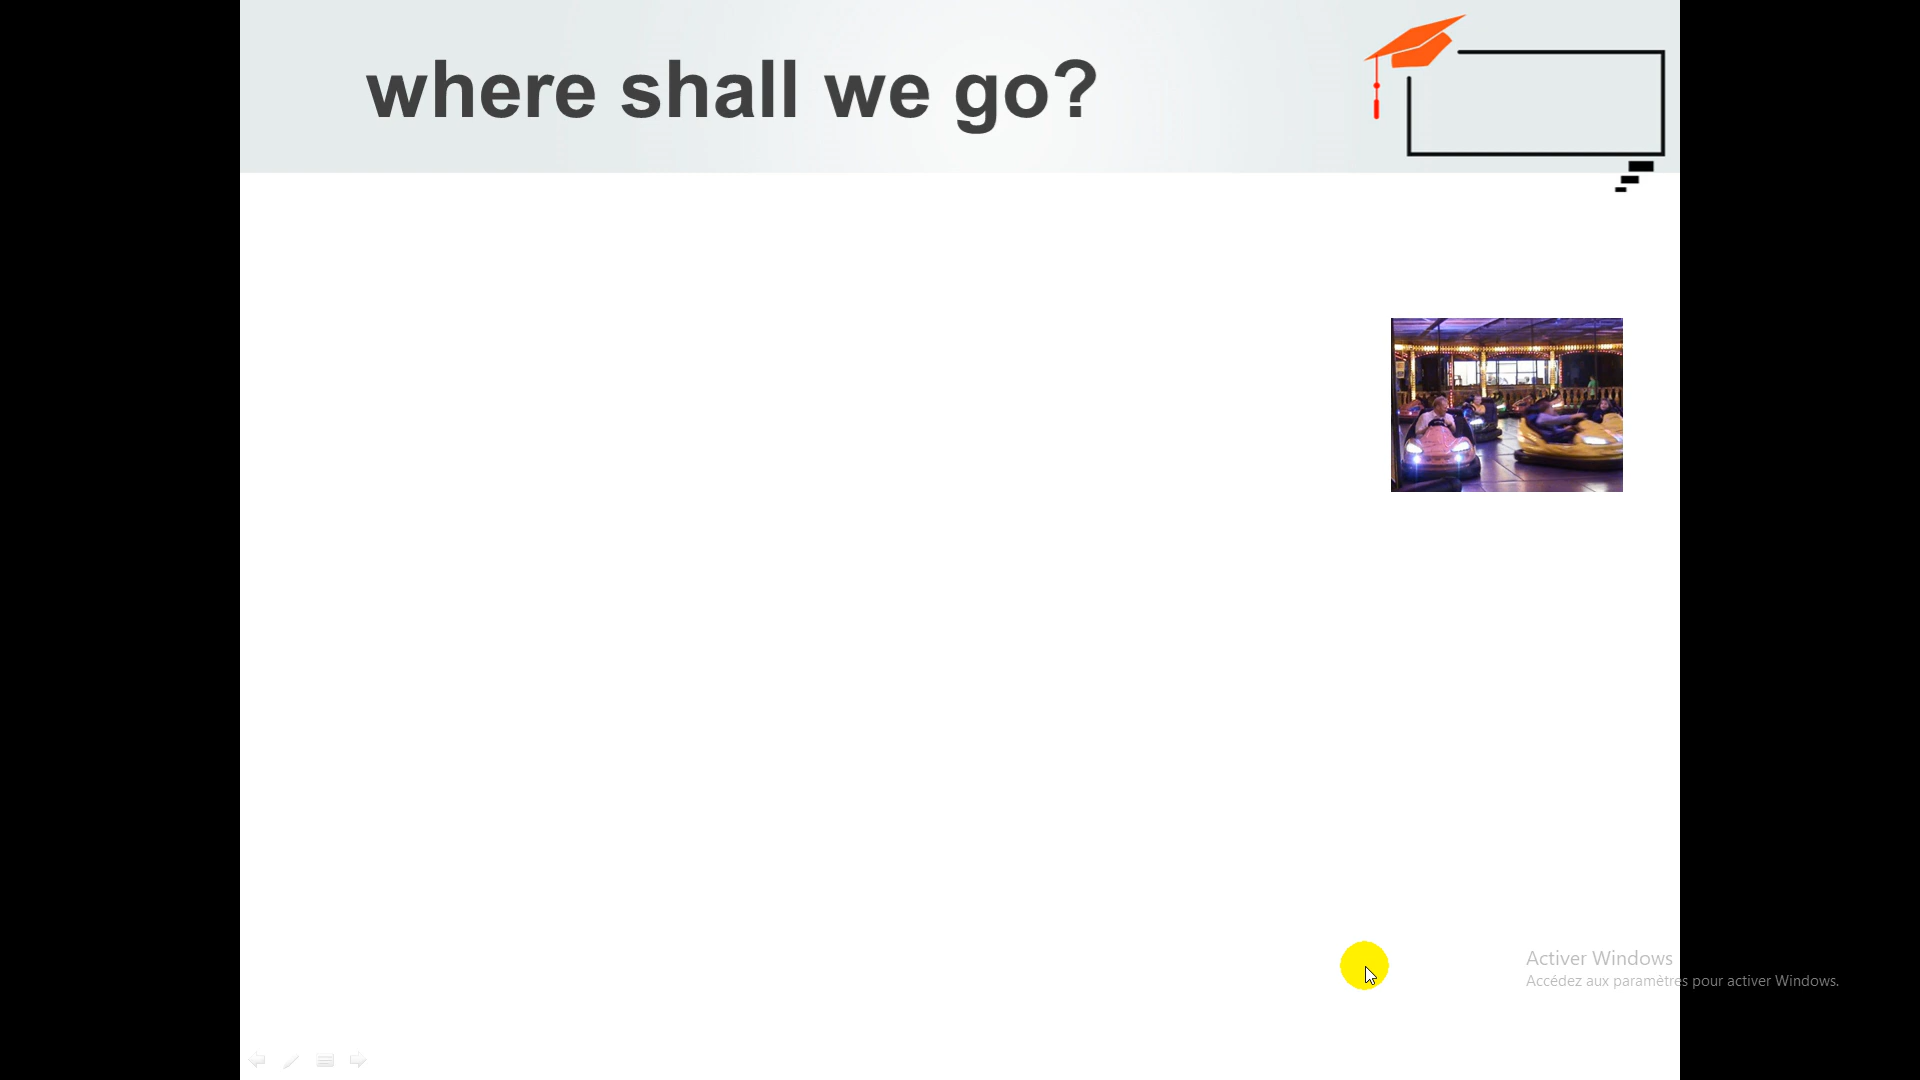 where shall we go?
Activer Windows
Accédez aux paramètres pour activer Windows.